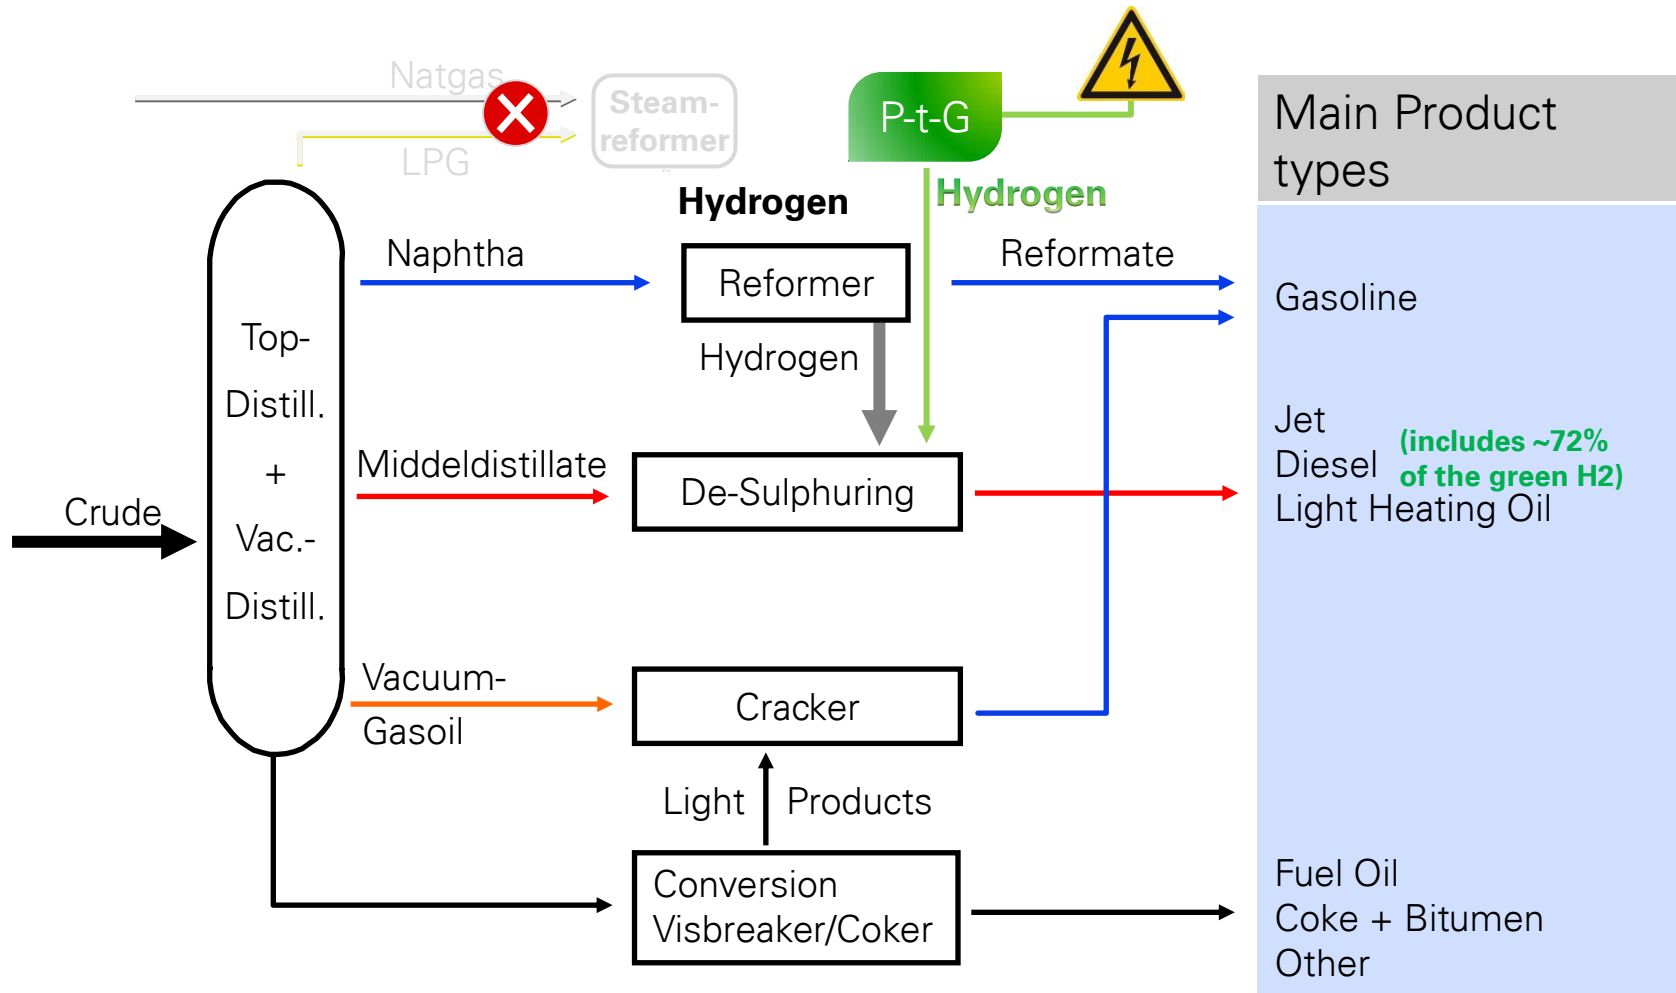 Natgas
LPG
Steam-
reformer
P-t-G
Main Product
types
Hydrogen
Hydrogen
Naphtha
Reformer
Reformate
Gasoline
Hydrogen
Top-
Distill.
+
Vac.-
Distill.
Crude
Middeldistillate
De-Sulphuring
Jet
Diesel
Light Heating Oil
(includes ~72%
of the green H2)
Vacuum-
Gasoil
Cracker
Light Products
Conversion
Visbreaker/Coker
Fuel Oil
Coke + Bitumen
Other